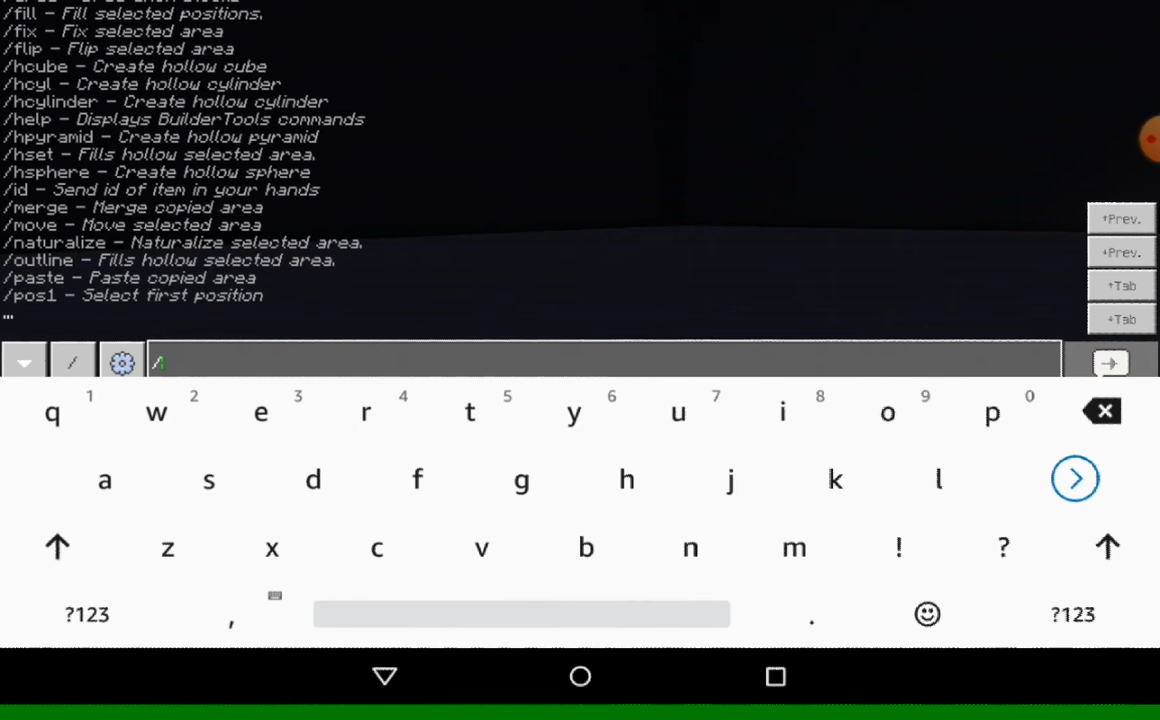 /fill – Fill selected positions.
/fix – Fix selected area
/flip – Flip selected area
/hcube – Create hollow cube
/hcyl – Create hollow cylinder
/hcylinder – Create hollow cylinder
/help – Displays BuilderTools commands
/hpyramid – Create hollow pyramid
/hset – Fills hollow selected area.
/hsphere – Create hollow sphere
/id – Send id of item in your hands
/merge – Merge copied area
/move – Move selected area
/naturalize – Naturalize selected area.
/outline – Fills hollow selected area.
/paste – Paste copied area
/pos1 – Select first position
...
↑Prev.
↑Prev.
↑Tab
↑Tab
/ /
1 2 3 4 5 6 7 8 9 0
q w e r t y u i o p
a s d f g h j k l
z x c v b n m ! ?
?123 , . ?123